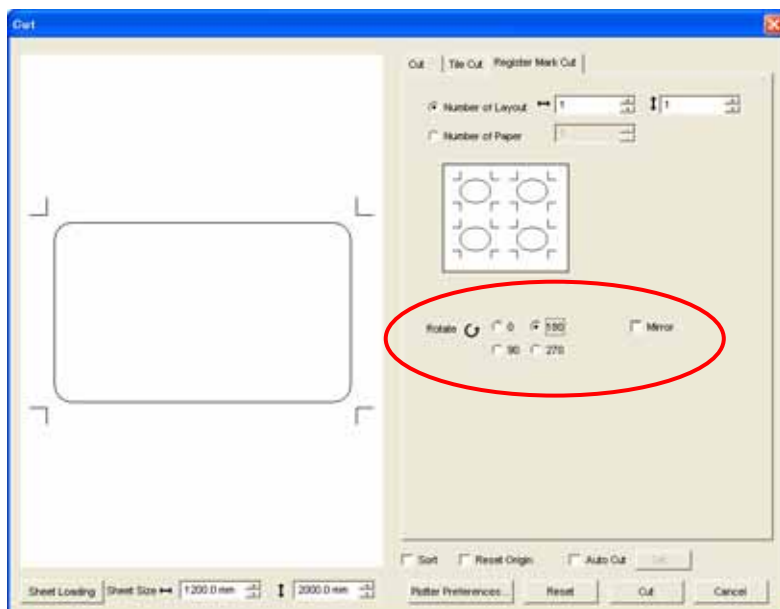 Cut
Cut Tile Cut Register Mark Cut
Number of Layout 1 1
Number of Paper
Rotate 0 180 Mirror
90 270
Sort Reset Origin Auto Cut
Sheet Loading Sheet Size 1200.0 mm 2000.0 mm Plotter Preferences... Reset Cut Cancel